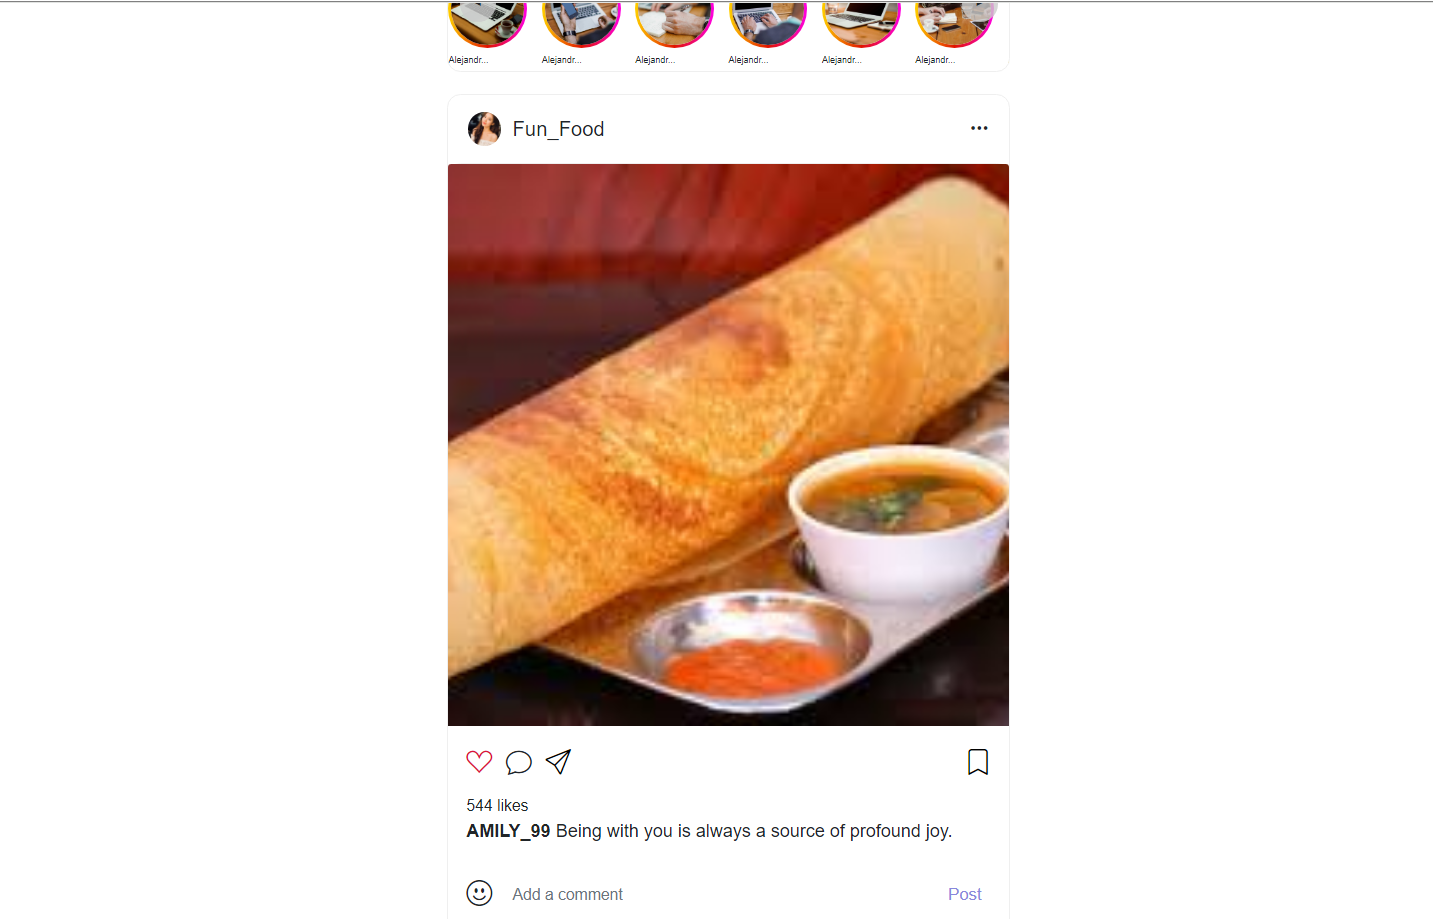 Alejandr... Alejandr... Alejandr... Alejandr... Alejandr... Alejandr...
Fun_Food
544 likes
AMILY_99 Being with you is always a source of profound joy.
Add a comment Post